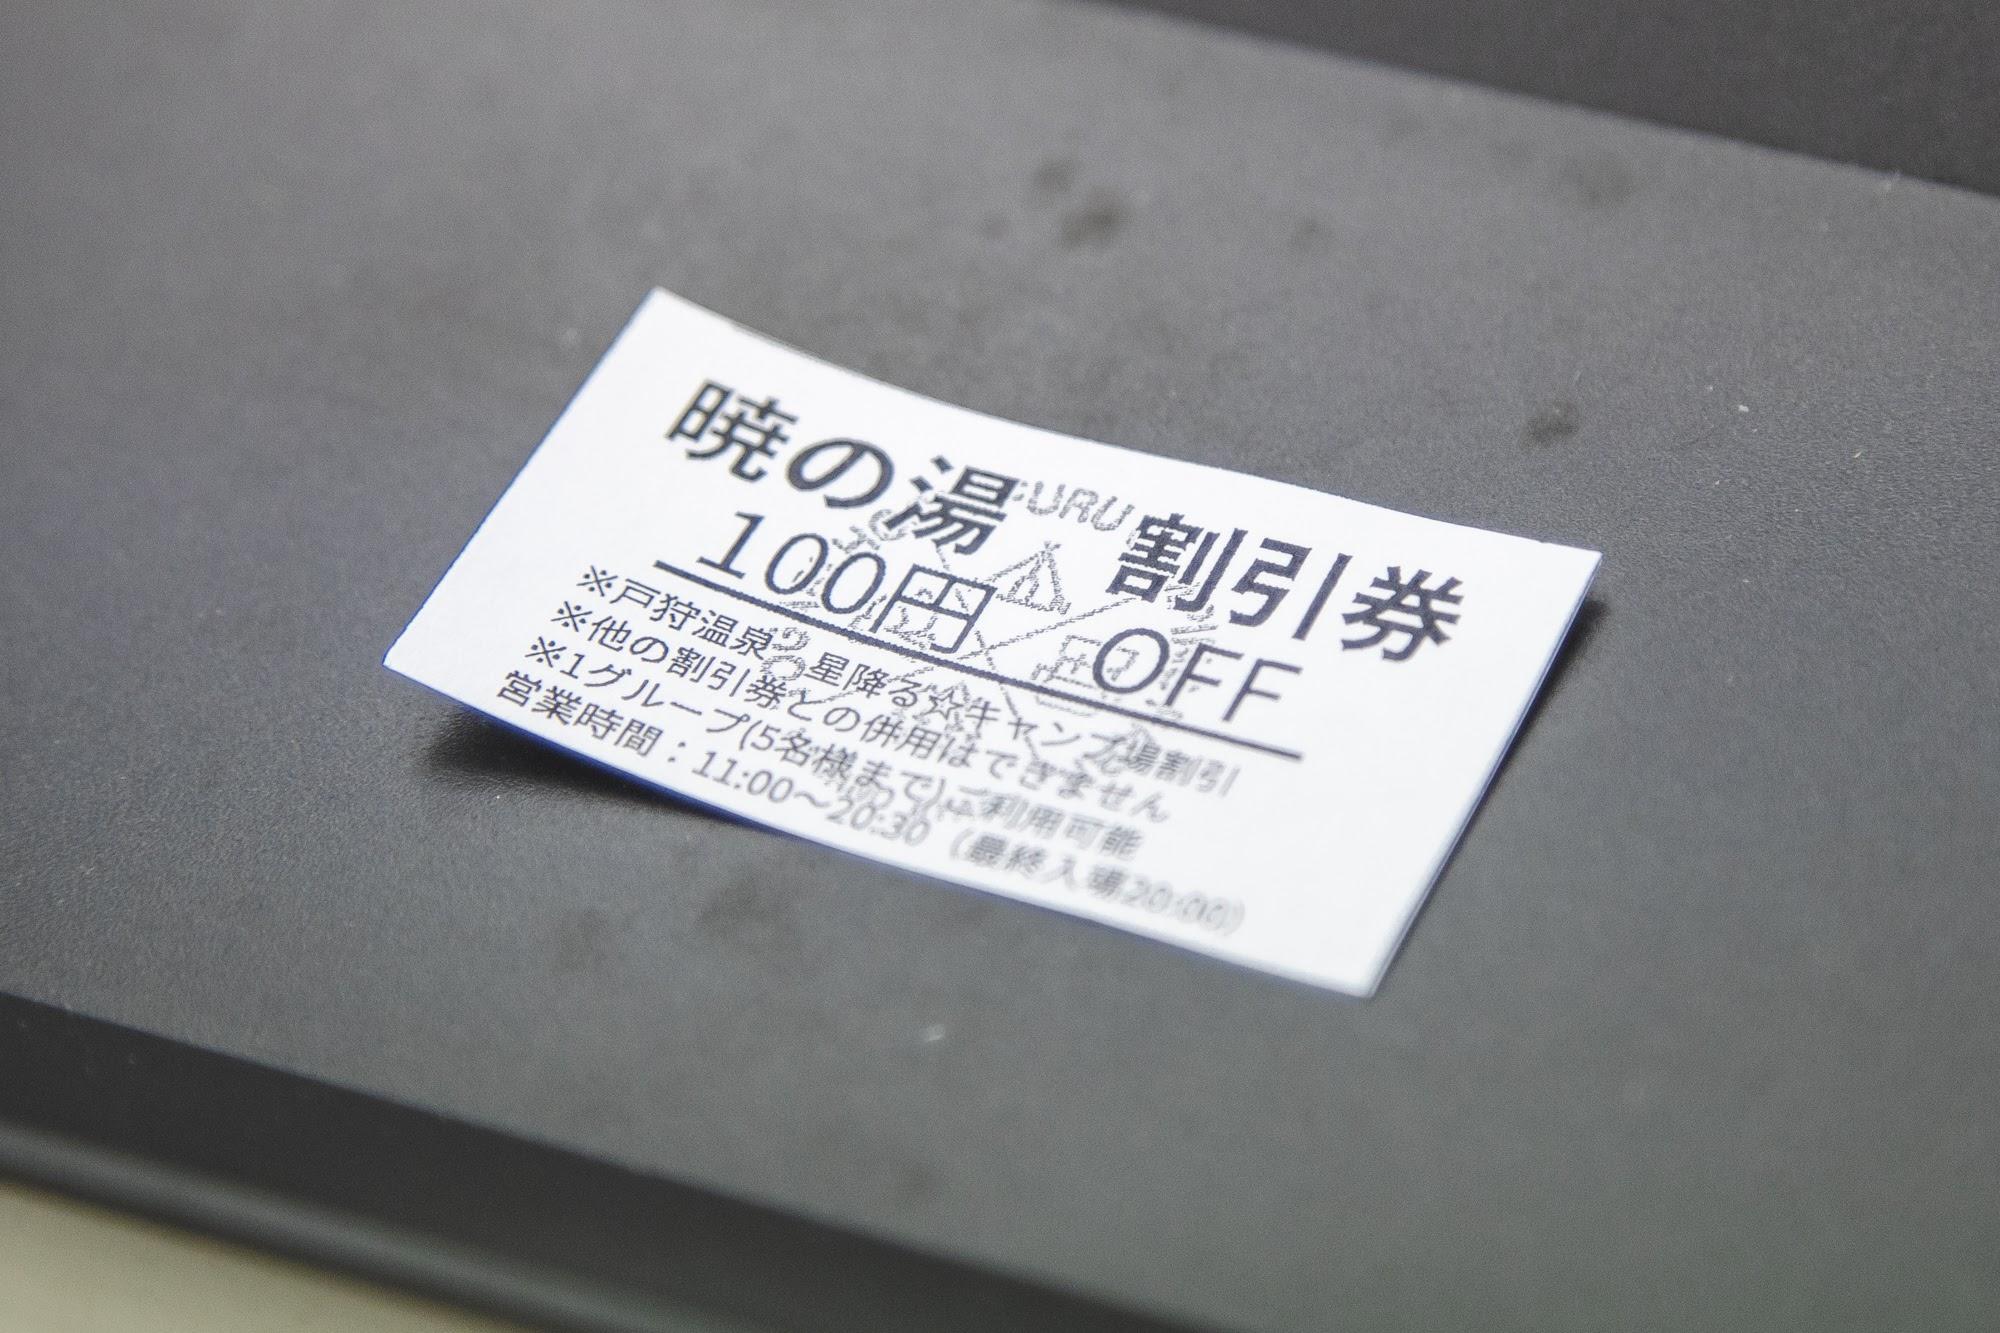 暁の湯 割引券
100円 OFF
※戸狩温泉 星降る☆キャンプ場割引
※他の割引券との併用はできません
※1グループ(5名様まで)ご利用可能
営業時間：11:00～20:30（最終入場20:00）
URU